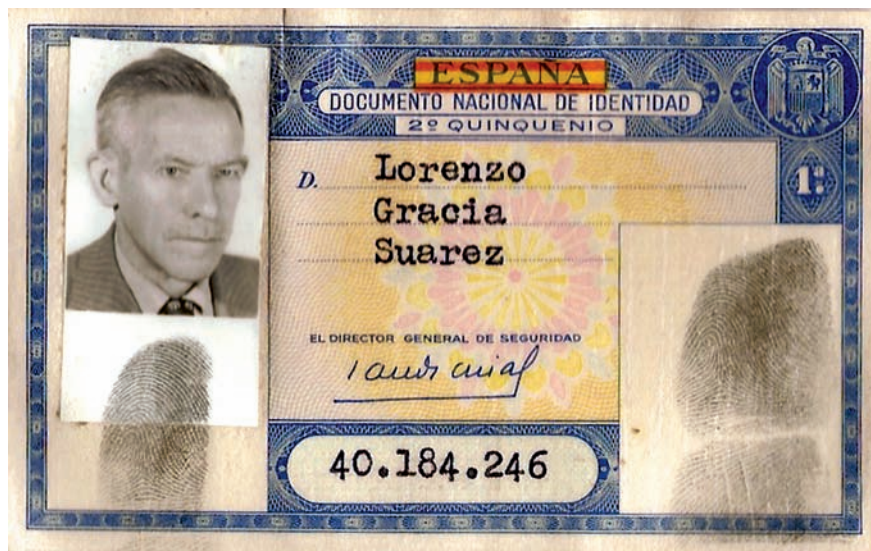 ESPAÑA
DOCUMENTO NACIONAL DE IDENTIDAD
2º QUINQUENIO
D. Lorenzo
Gracia
Suarez
1ª
EL DIRECTOR GENERAL DE SEGURIDAD
40.184.246